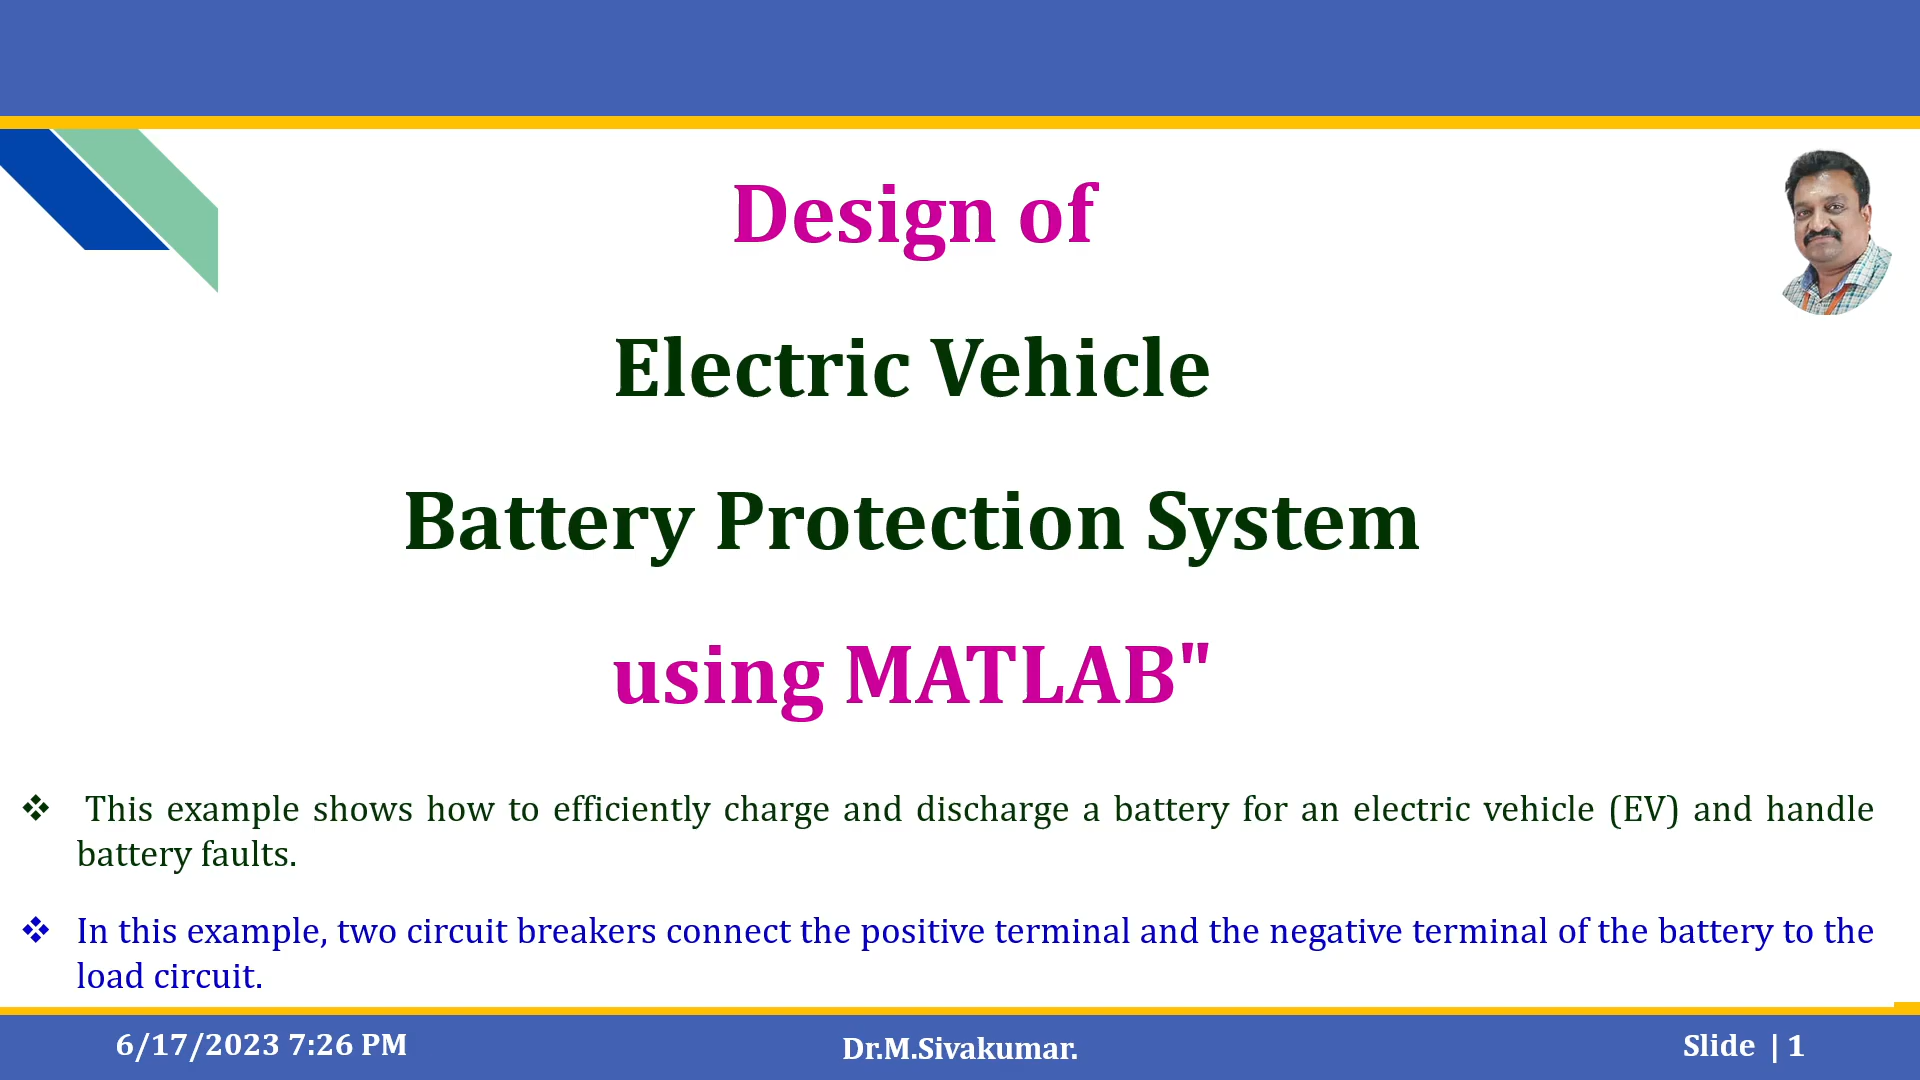 Design of
Electric Vehicle
Battery Protection System
using MATLAB"
❖ This example shows how to efficiently charge and discharge a battery for an electric vehicle (EV) and handle
battery faults.
❖ In this example, two circuit breakers connect the positive terminal and the negative terminal of the battery to the
load circuit.
6/17/2023 7:26 PM
Dr.M.Sivakumar.
Slide | 1